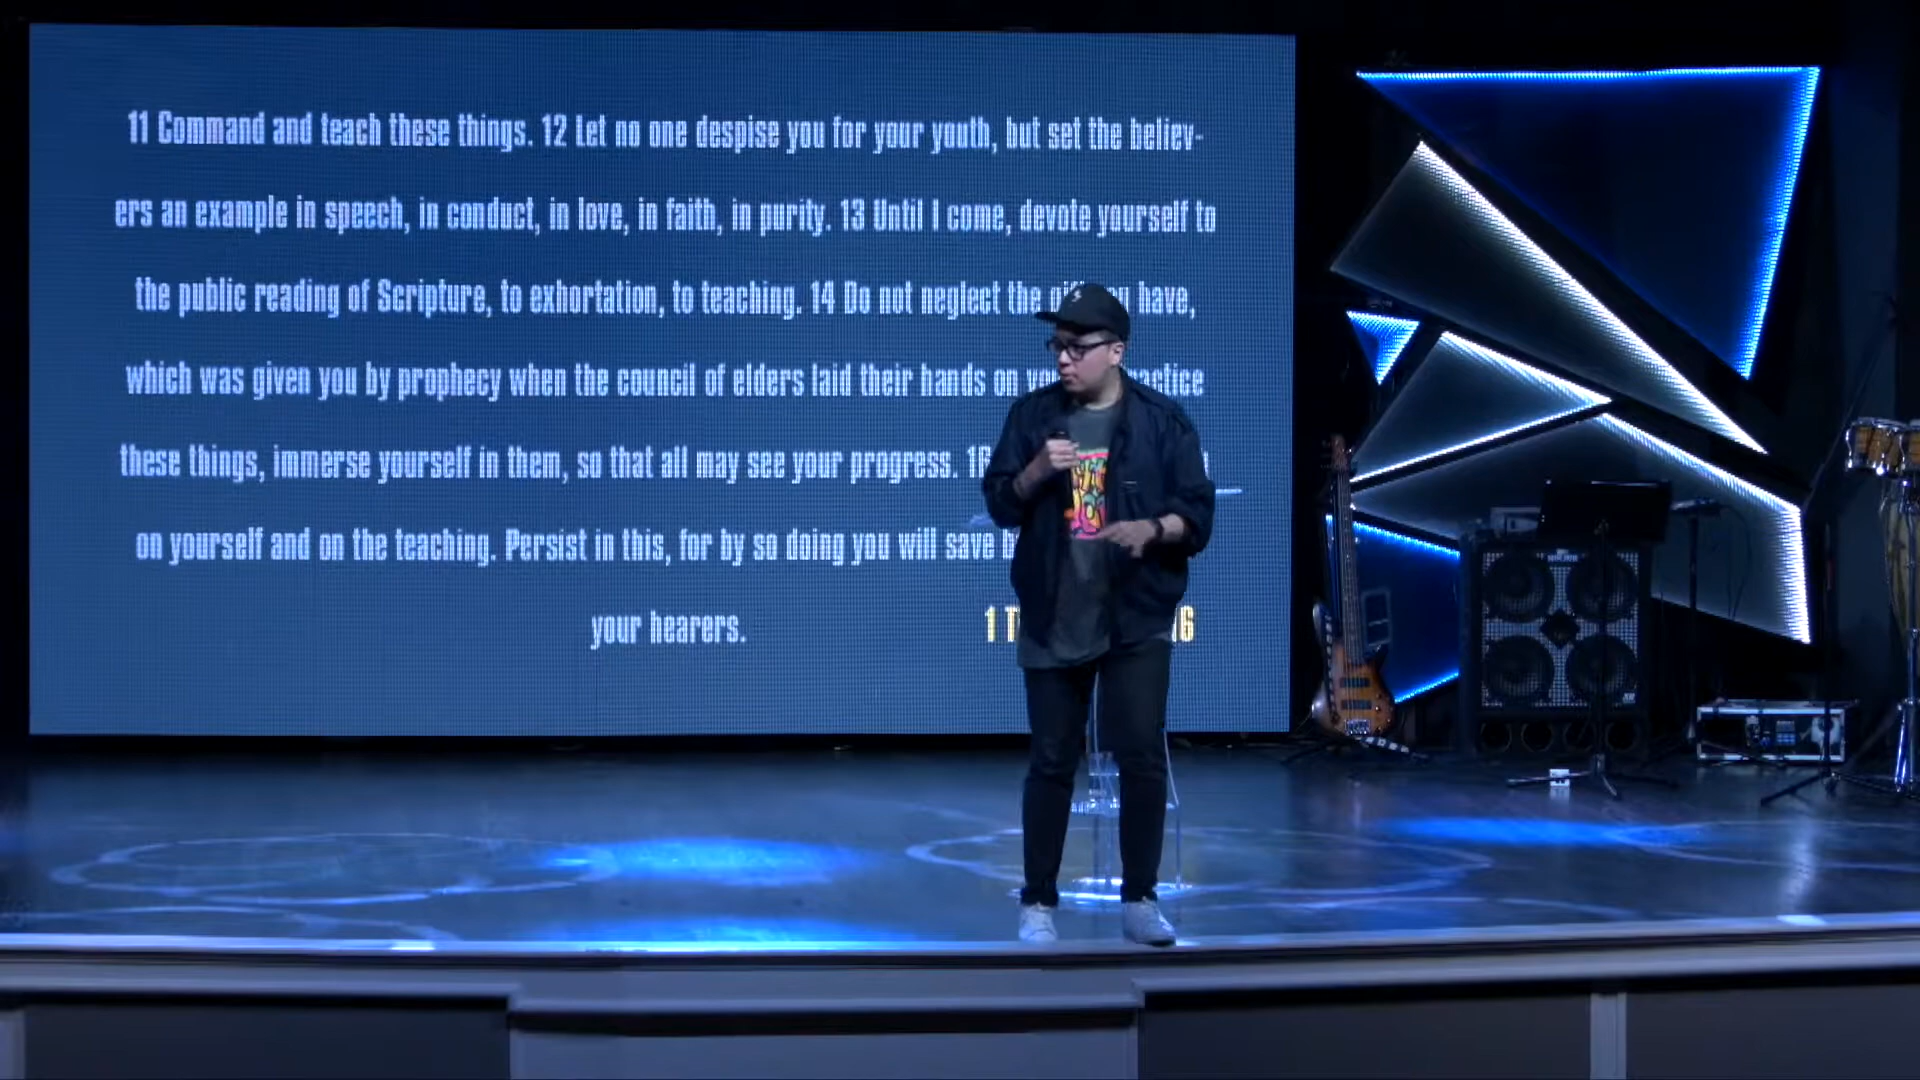 11 Command and teach these things. 12 Let no one despise you for your youth, but set the believ-
ers an example in speech, in conduct, in love, in faith, in purity. 13 Until I come, devote yourself to
the public reading of Scripture, to exhortation, to teaching. 14 Do not neglect the have,
which was given you by prophecy when the council of elders laid their hands on
these things, immerse yourself in them, so that all may see your progress.
on yourself and on the teaching. Persist in this, for by so doing you will save
your hearers. 1